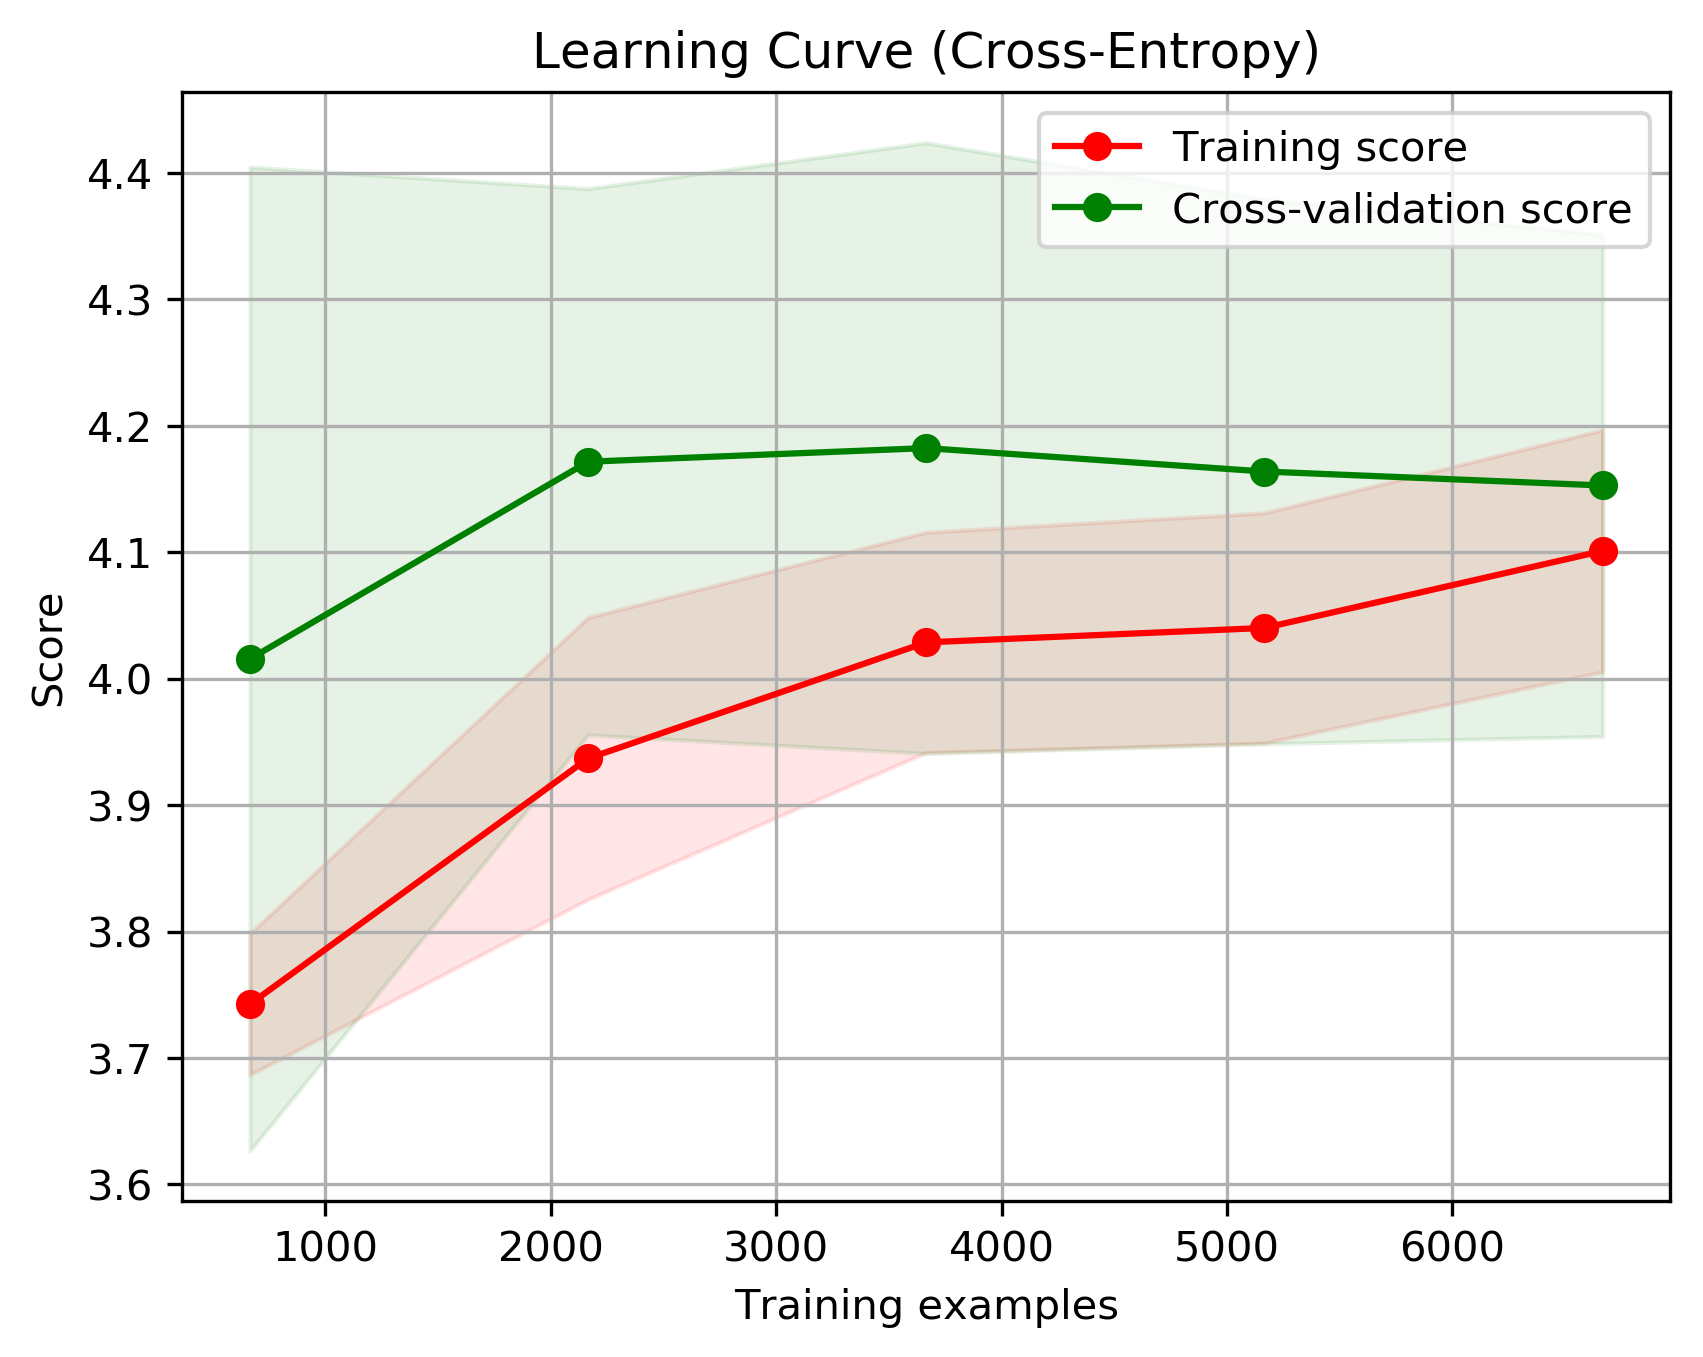 Learning Curve (Cross-Entropy)
Training score
Cross-validation score
4.4
4.3
4.2
4.1
4.0
3.9
3.8
3.7
3.6
Score
1000 2000 3000 4000 5000 6000
Training examples